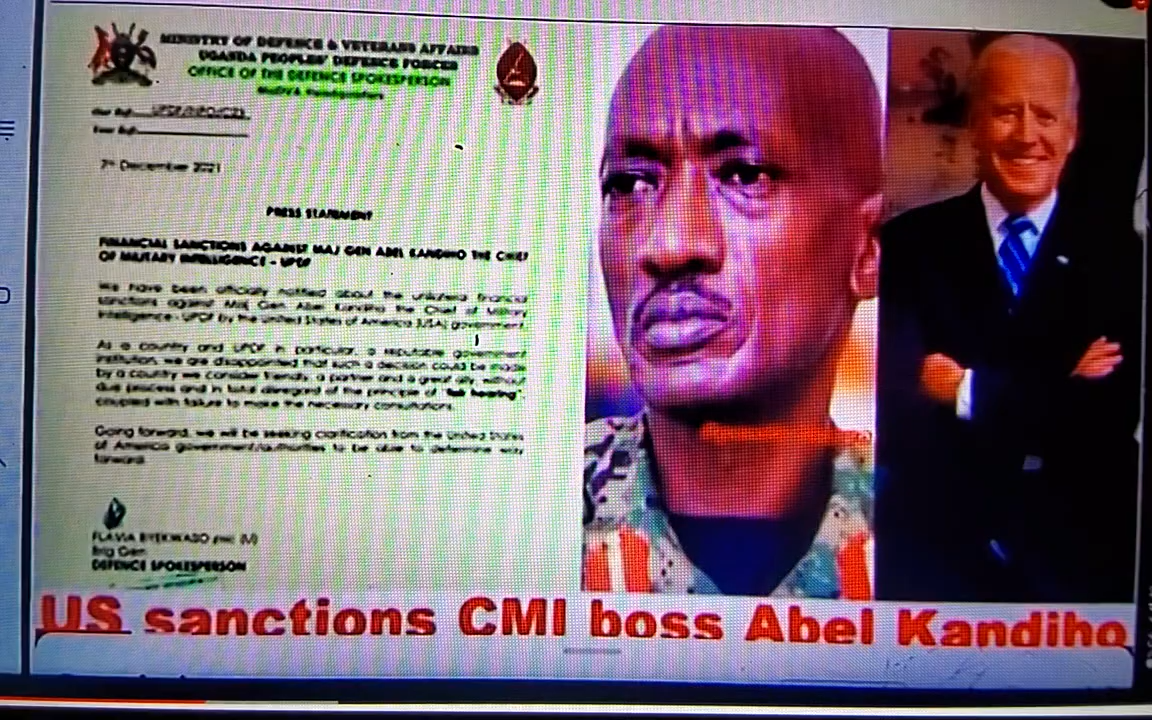 MINISTRY OF DEFENCE & VETERANS AFFAIRS
UGANDA PEOPLES' DEFENCE FORCES
OFFICE OF THE DEFENCE SPOKESPERSON
Headquarters
Our Ref:
Your Ref:
7th December 2021
PRESS STATEMENT
FINANCIAL SANCTIONS AGAINST MAJ GEN ABEL KANDIHO THE CHIEF
OF MILITARY INTELLIGENCE - UPDF
We have been officially notified about the unilateral financial
sanctions against Maj Gen Abel Kandiho the Chief of Military
Intelligence - UPDF by the United States of America (USA) government.
As a country and UPDF in particular, a reputable government
institution, we are disappointed that such a decision could be made
by a country we consider friendly, a partner and a great ally, without
due process and in total disregard of the principle of "fair hearing",
coupled with failure to make the necessary consultations.
Going forward, we will be seeking clarification from the United States
of America government/authorities to be able to determine way
forward.
FLAVIA BYEKWASO psc (M)
Brig Gen
DEFENCE SPOKESPERSON
US sanctions CMI boss Abel Kandiho